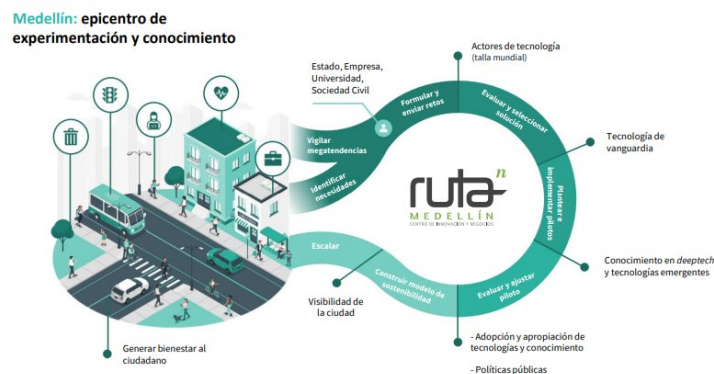 Medellín: epicentro de
experimentación y conocimiento
Estado, Empresa,
Universidad,
Sociedad Civil
Actores de tecnología
(talla mundial)
Vigilar
megatendencias
Identificar
necesidades
Formular y
enviar retos
Evaluar y seleccionar
solución
Tecnología de
vanguardia
Plantear e
implementar pilotos
ruta n
MEDELLÍN
CENTRO DE INNOVACIÓN Y NEGOCIOS
Conocimiento en deeptech
y tecnologías emergentes
Evaluar y ajustar
piloto
- Adopción y apropiación de
tecnologías y conocimiento
- Políticas públicas
Construir modelo de
sostenibilidad
Visibilidad de
la ciudad
Escalar
Generar bienestar al
ciudadano